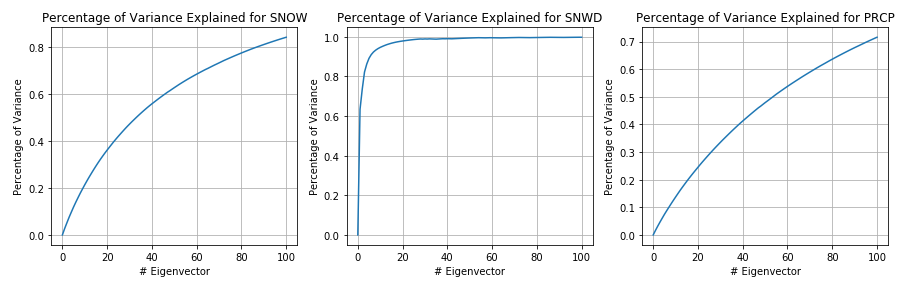 Percentage of Variance Explained for SNOW
Percentage of Variance
0.8
0.6
0.4
0.2
0.0
0 20 40 60 80 100
# Eigenvector
Percentage of Variance Explained for SNWD
Percentage of Variance
1.0
0.8
0.6
0.4
0.2
0.0
0 20 40 60 80 100
# Eigenvector
Percentage of Variance Explained for PRCP
Percentage of Variance
0.7
0.6
0.5
0.4
0.3
0.2
0.1
0.0
0 20 40 60 80 100
# Eigenvector